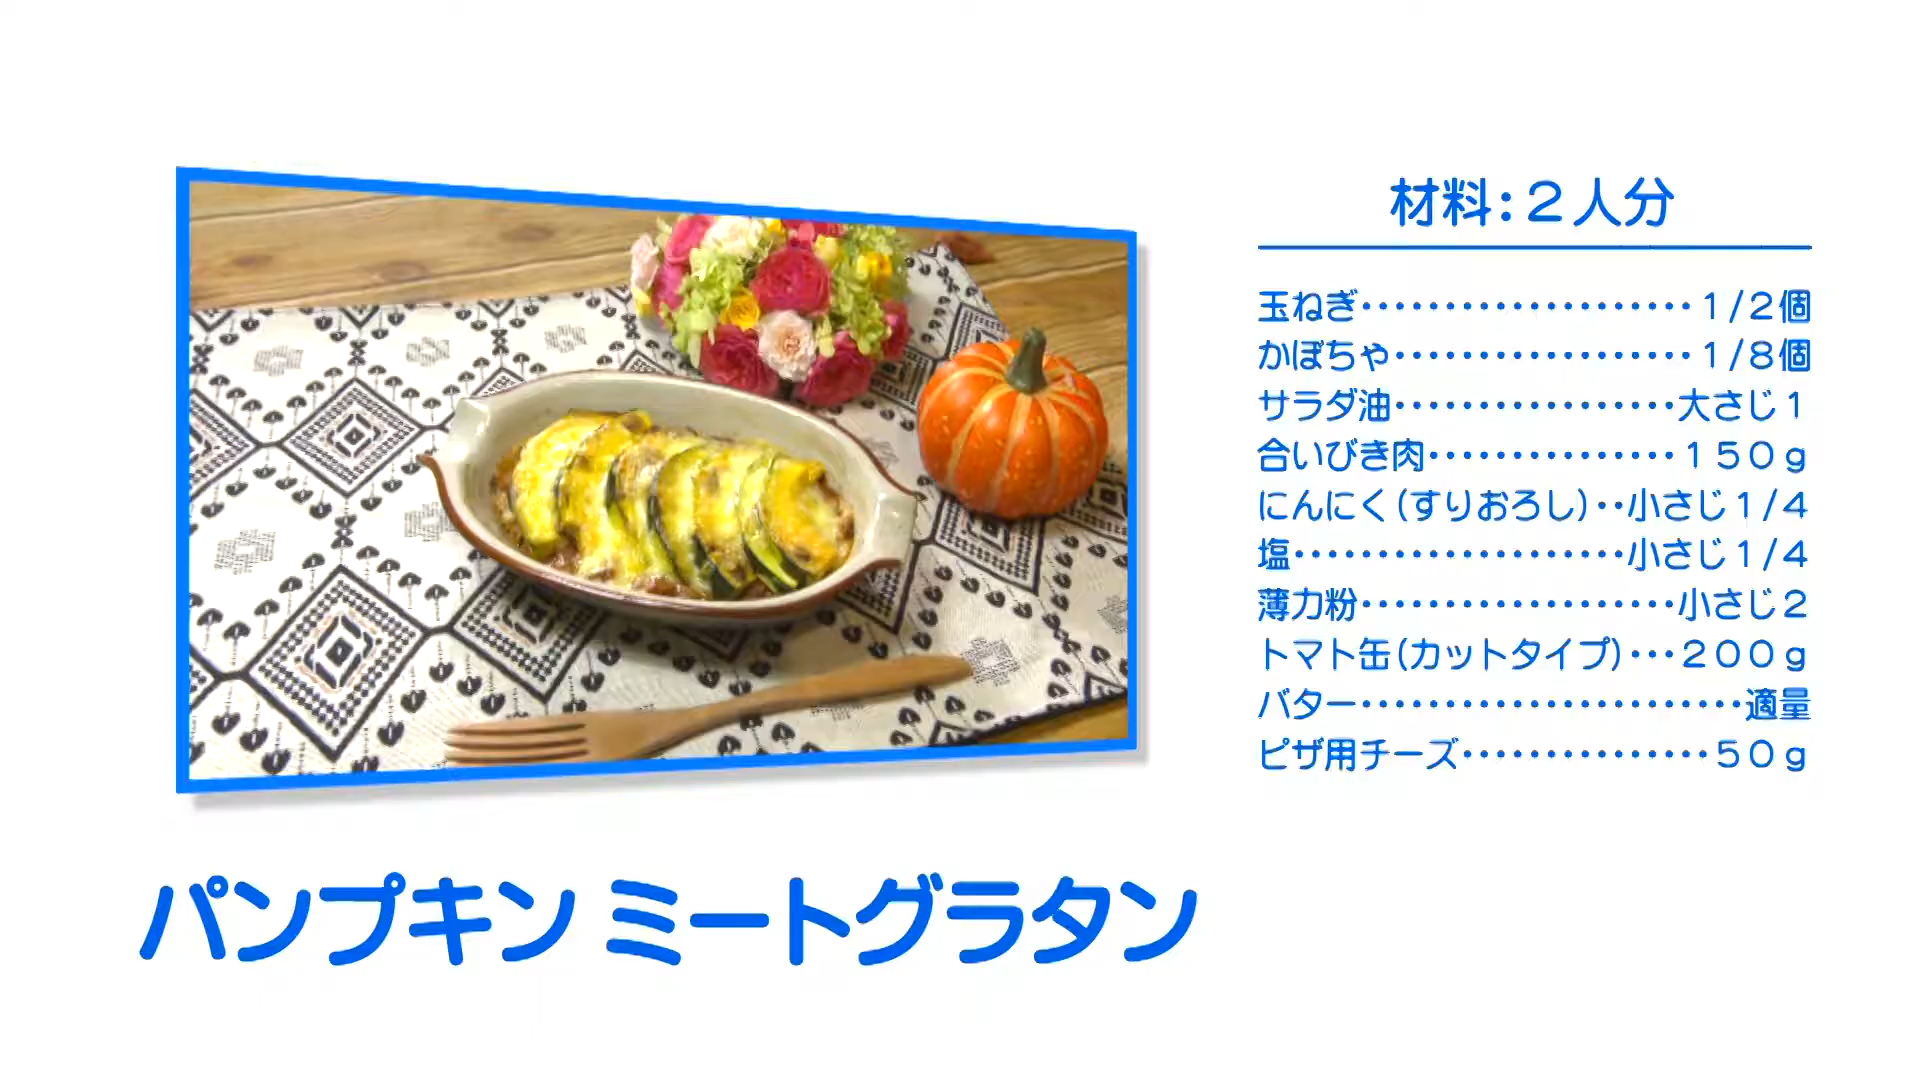 材料:２人分
玉ねぎ････････････････････１/２個
かぼちゃ･･････････････････１/８個
サラダ油･････････････････大さじ１
合いびき肉･･･････････････１５０ｇ
にんにく(すりおろし)･･小さじ１/４
塩････････････････････小さじ１/４
薄力粉･･･････････････････小さじ２
トマト缶(カットタイプ)･･･２００ｇ
バター･･･････････････････････適量
ピザ用チーズ･･･････････････５０ｇ
パンプキン ミートグラタン